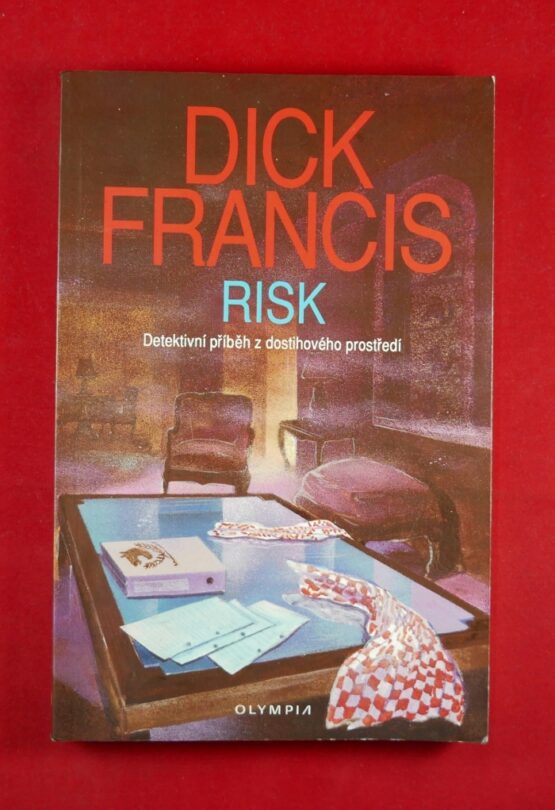 DICK
FRANCIS
RISK
Detektivní příběh z dostihového prostředí
OLYMPIA